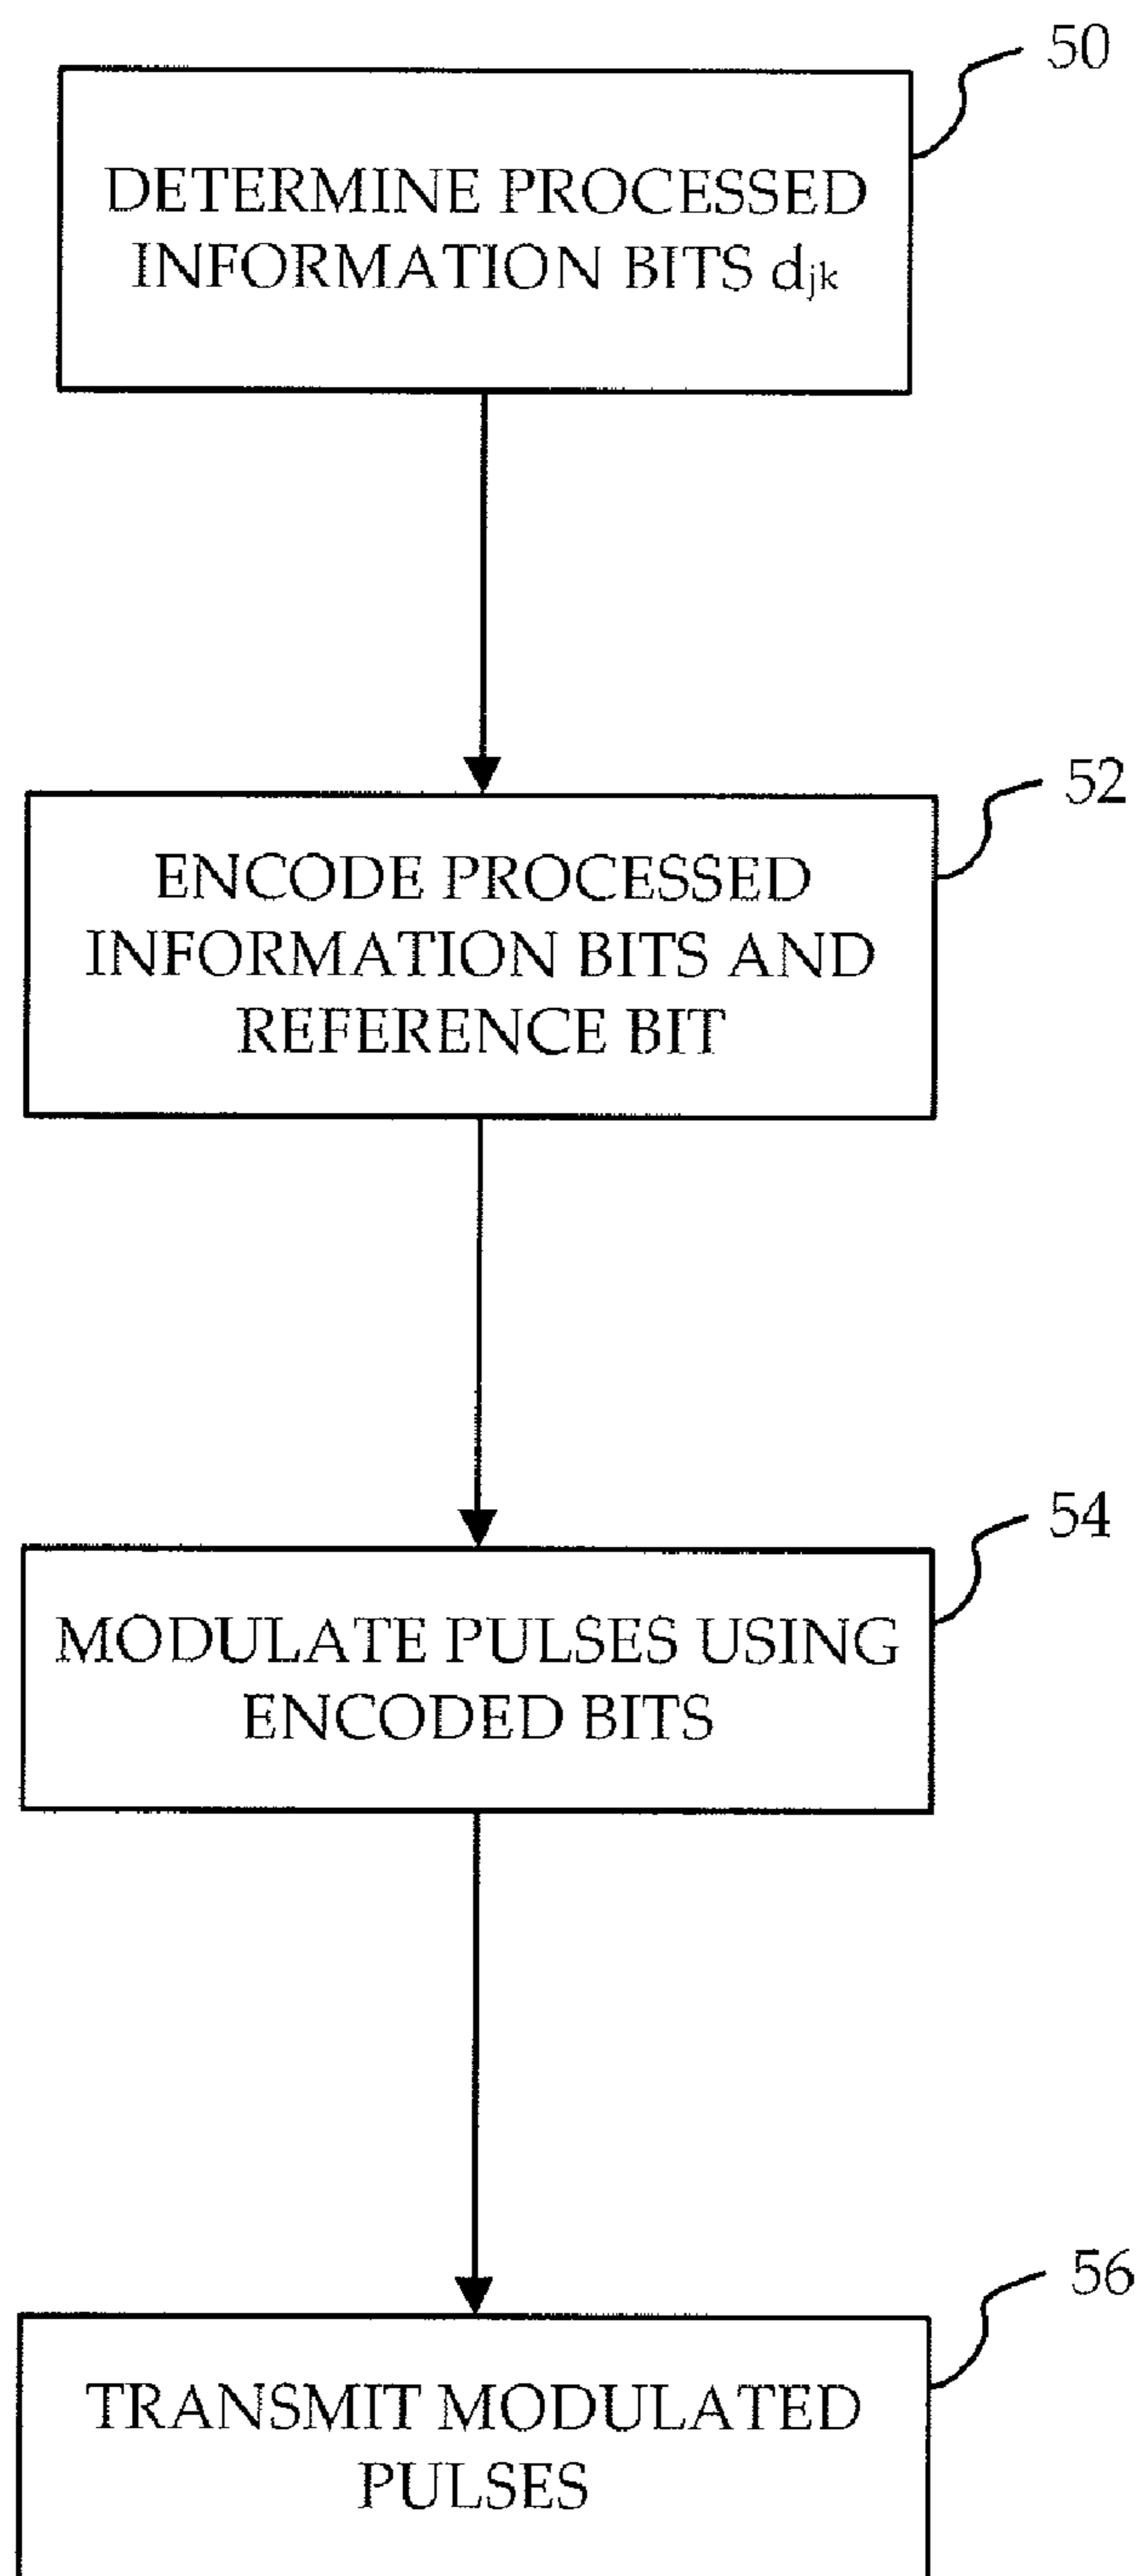 50
DETERMINE PROCESSED
INFORMATION BITS djk
52
ENCODE PROCESSED
INFORMATION BITS AND
REFERENCE BIT
54
MODULATE PULSES USING
ENCODED BITS
56
TRANSMIT MODULATED
PULSES